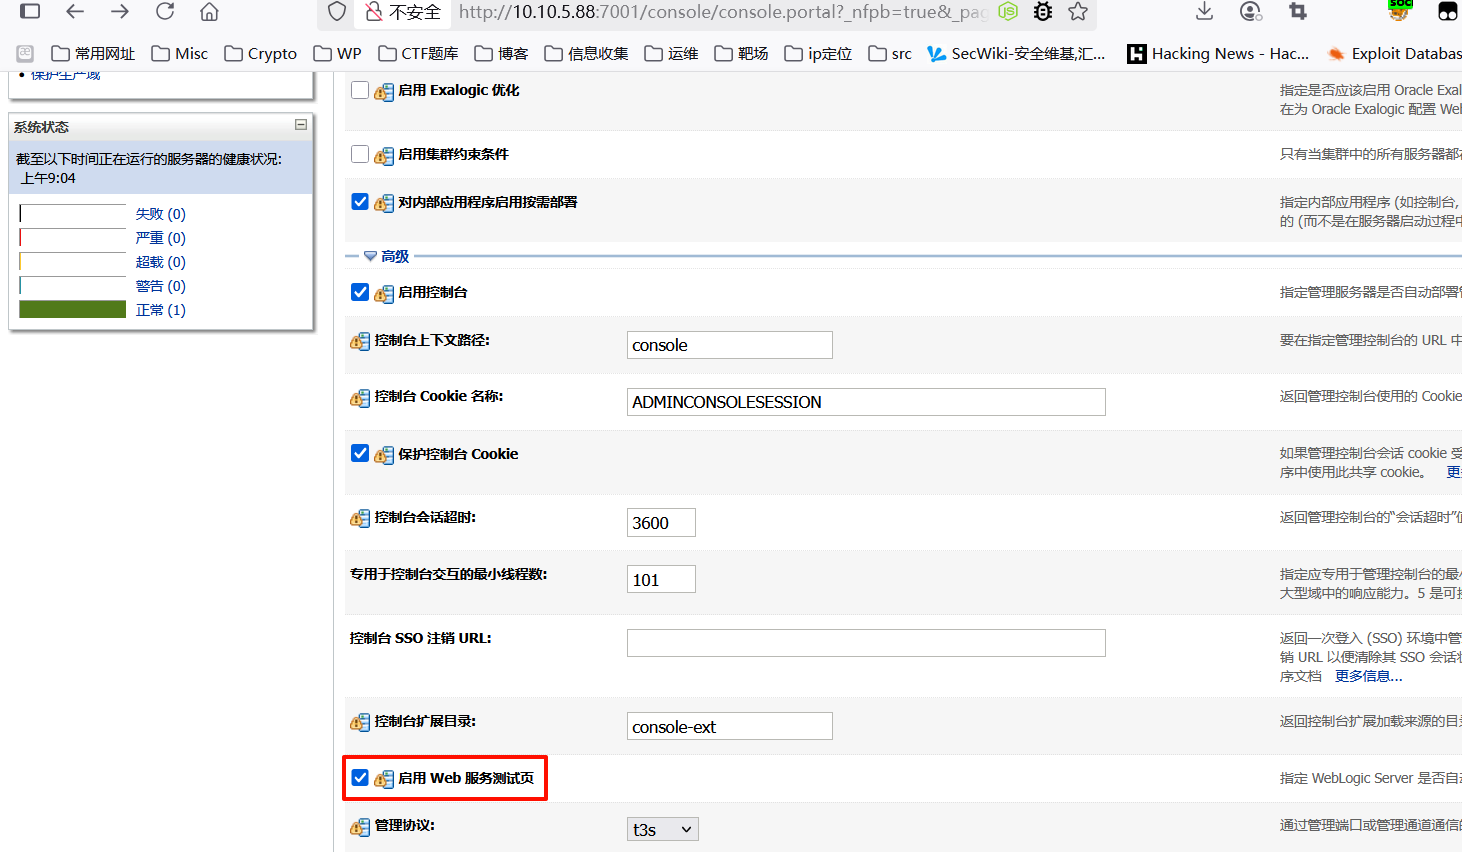 不安全 http://10.10.5.88:7001/console/console.portal?_nfpb=true&_pag
常用网址 Misc Crypto WP CTF题库 博客 信息收集 运维 靶场 ip定位 src SecWiki-安全维基,汇... Hacking News - Hac... Exploit Databas
保护生产域
系统状态
截至以下时间正在运行的服务器的健康状况:
上午9:04
失败 (0)
严重 (0)
超载 (0)
警告 (0)
正常 (1)
启用 Exalogic 优化
指定是否应该启用 Oracle Exal
在为 Oracle Exalogic 配置 Web
启用集群约束条件
只有当集群中的所有服务器都
对内部应用程序启用按需部署
指定内部应用程序 (如控制台,
的 (而不是在服务器启动过程中
高级
启用控制台
指定管理服务器是否自动部署
控制台上下文路径: console
要在指定管理控制台的 URL 中
控制台 Cookie 名称: ADMINCONSOLESESSION
返回管理控制台使用的 Cookie
保护控制台 Cookie
如果管理控制台会话 cookie 受
序中使用此共享 cookie。 更
控制台会话超时: 3600
返回管理控制台的“会话超时”
专用于控制台交互的最小线程数: 101
指定应专用于管理控制台的最
大型域中的响应能力。5 是可
控制台 SSO 注销 URL:
返回一次登入 (SSO) 环境中管
销 URL 以便清除其 SSO 会话
序文档 更多信息...
控制台扩展目录: console-ext
返回控制台扩展加载来源的目
启用 Web 服务测试页
指定 WebLogic Server 是否自
管理协议: t3s
通过管理端口或管理通道通信